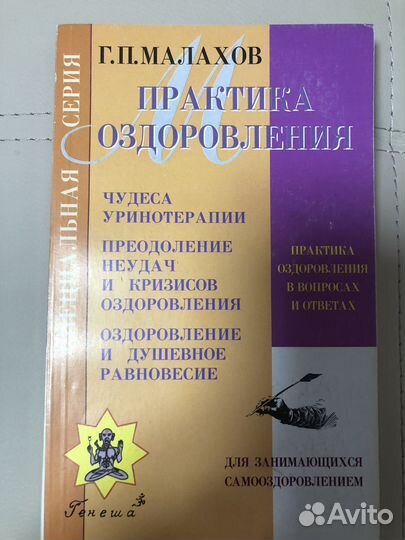 Г.П.МАЛАХОВ
ПРАКТИКА
ОЗДОРОВЛЕНИЯ
ЧУДЕСА
УРИНОТЕРАПИИ
ПРЕОДОЛЕНИЕ
НЕУДАЧ
И КРИЗИСОВ
ОЗДОРОВЛЕНИЯ
ОЗДОРОВЛЕНИЕ
И ДУШЕВНОЕ
РАВНОВЕСИЕ
ПРАКТИКА
ОЗДОРОВЛЕНИЯ
В ВОПРОСАХ
И ОТВЕТАХ
ДЛЯ ЗАНИМАЮЩИХСЯ
САМООЗДОРОВЛЕНИЕМ
Генеша
СЕРИЯ
Avito